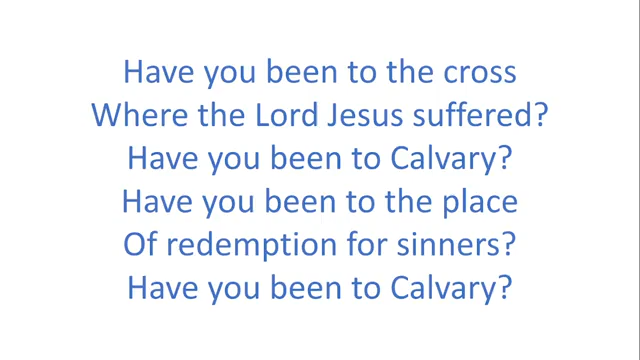 Have you been to the cross
Where the Lord Jesus suffered?
Have you been to Calvary?
Have you been to the place
Of redemption for sinners?
Have you been to Calvary?